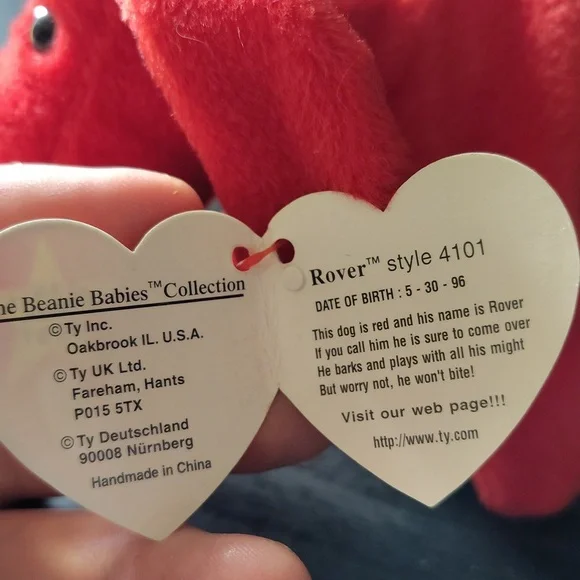 he Beanie Babies™Collection
© Ty Inc.
Oakbrook IL. U.S.A.
© Ty UK Ltd.
Fareham, Hants
P015 5TX
© Ty Deutschland
90008 Nürnberg
Handmade in China
Rover™ style 4101
DATE OF BIRTH : 5 - 30 - 96
This dog is red and his name is Rover
If you call him he is sure to come over
He barks and plays with all his might
But worry not, he won't bite!
Visit our web page!!!
http://www.ty.com